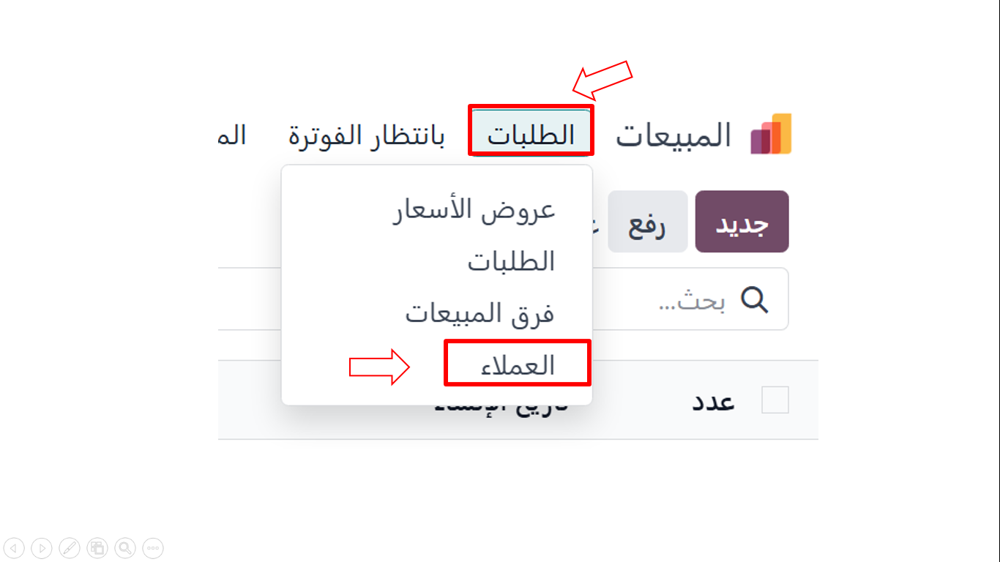 المبيعات الطلبات بانتظار الفوترة
عروض الأسعار
جديد رفع
الطلبات
بحث...
فرق المبيعات
العملاء
عدد